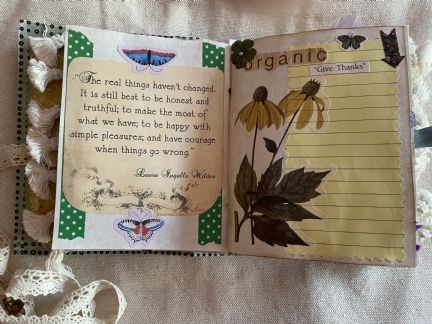 "The real things haven't changed.
It is still best to be honest and
truthful; to make the most of
what we have; to be happy with
simple pleasures; and have courage
when things go wrong."
-Laura Ingalls Wilder
organic
"Give Thanks"